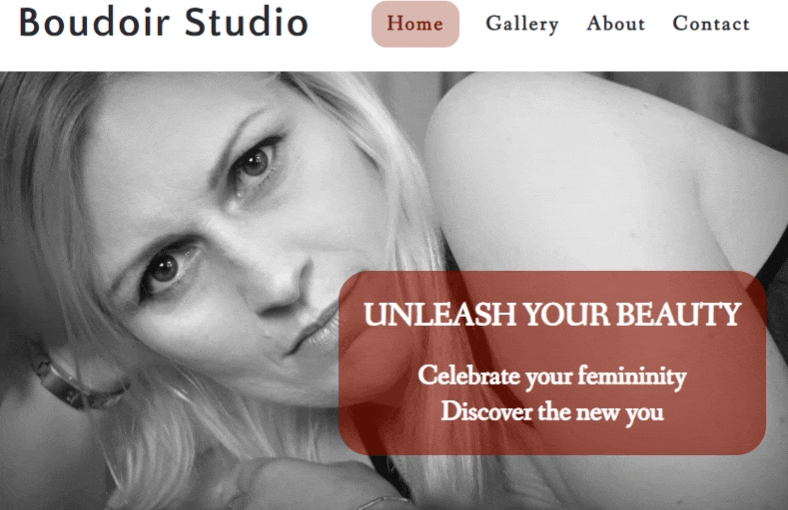 Boudoir Studio
Home Gallery About Contact
UNLEASH YOUR BEAUTY
Celebrate your femininity
Discover the new you